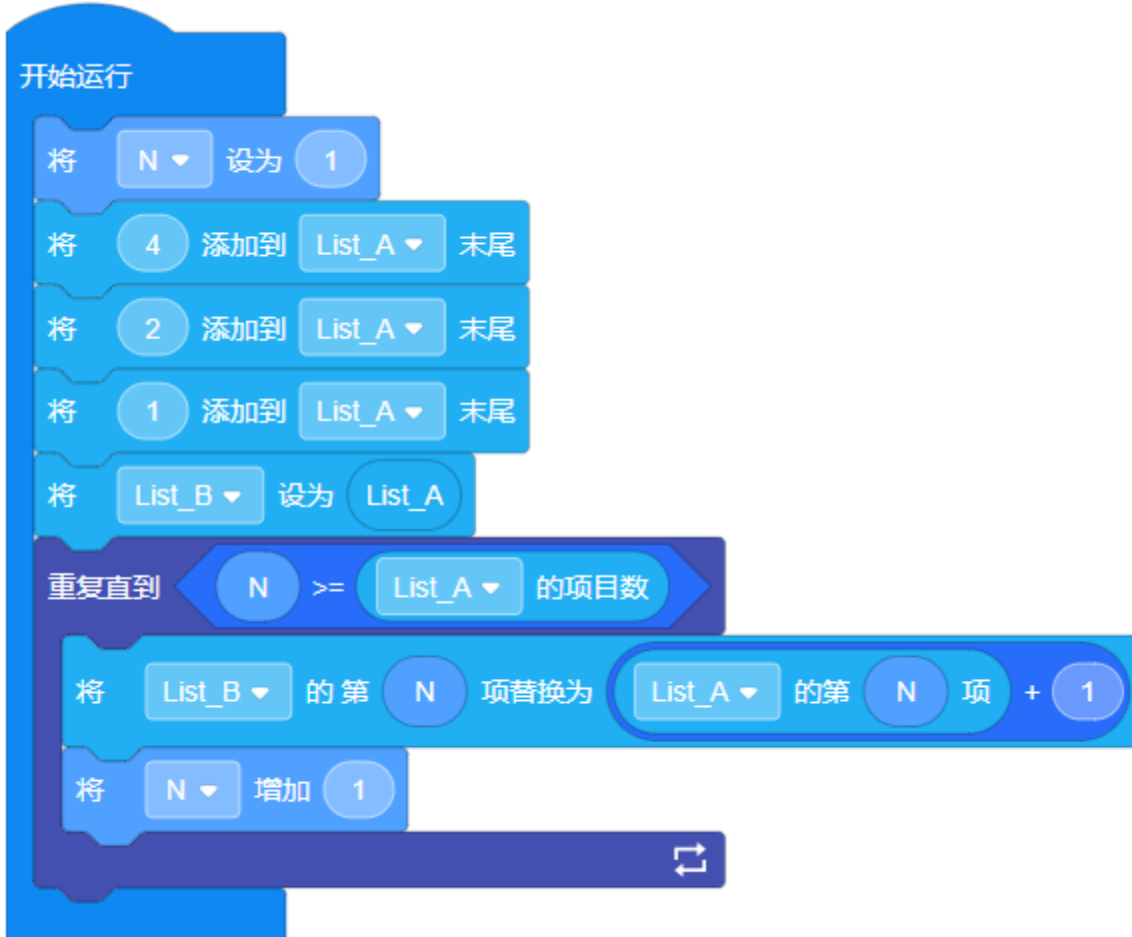 开始运行
将 N 设为 1
将 4 添加到 List_A 末尾
将 2 添加到 List_A 末尾
将 1 添加到 List_A 末尾
将 List_B 设为 List_A
重复直到 N >= List_A 的项目数
将 List_B 的 第 N 项替换为 List_A 的第 N 项 + 1
将 N 增加 1